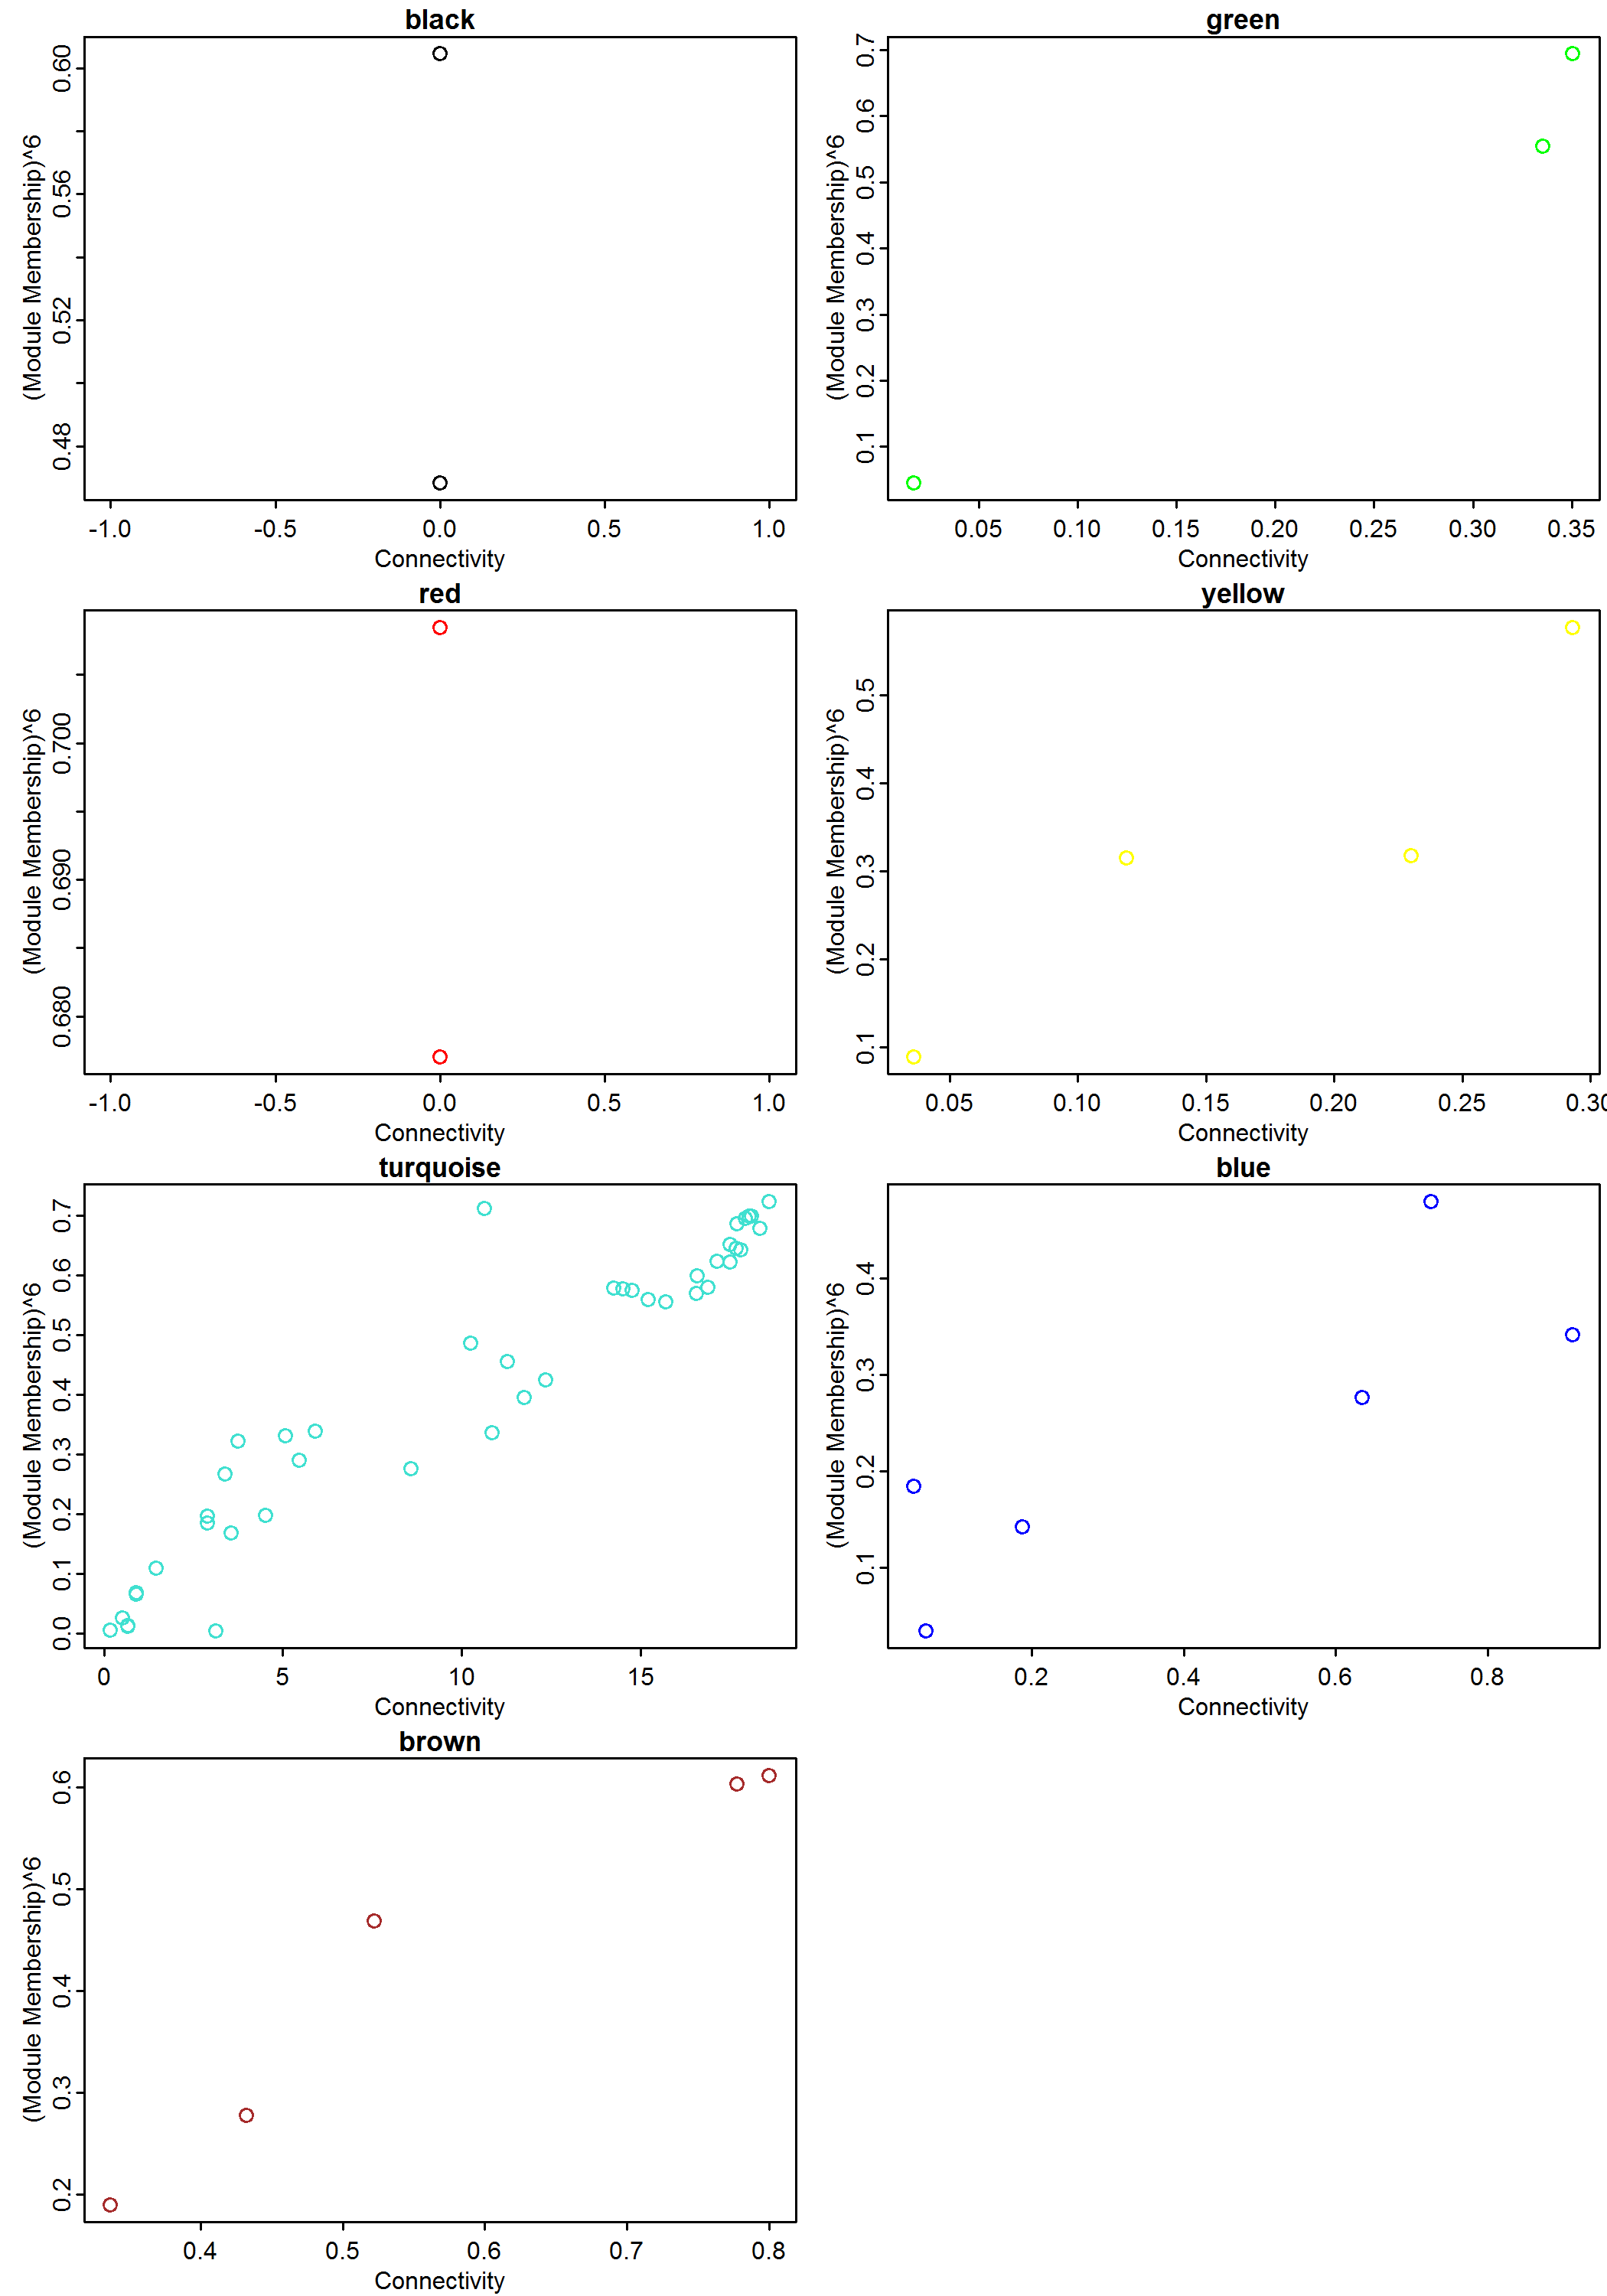 black
(Module Membership)^6
0.60
0.56
0.52
0.48
-1.0 -0.5 0.0 0.5 1.0
Connectivity
green
(Module Membership)^6
0.7
0.6
0.5
0.4
0.3
0.2
0.1
0.05 0.10 0.15 0.20 0.25 0.30 0.35
Connectivity
red
(Module Membership)^6
0.700
0.690
0.680
-1.0 -0.5 0.0 0.5 1.0
Connectivity
yellow
(Module Membership)^6
0.5
0.4
0.3
0.2
0.1
0.05 0.10 0.15 0.20 0.25 0.30
Connectivity
turquoise
(Module Membership)^6
0.7
0.6
0.5
0.4
0.3
0.2
0.1
0.0
0 5 10 15
Connectivity
blue
(Module Membership)^6
0.4
0.3
0.2
0.1
0.2 0.4 0.6 0.8
Connectivity
brown
(Module Membership)^6
0.6
0.5
0.4
0.3
0.2
0.4 0.5 0.6 0.7 0.8
Connectivity